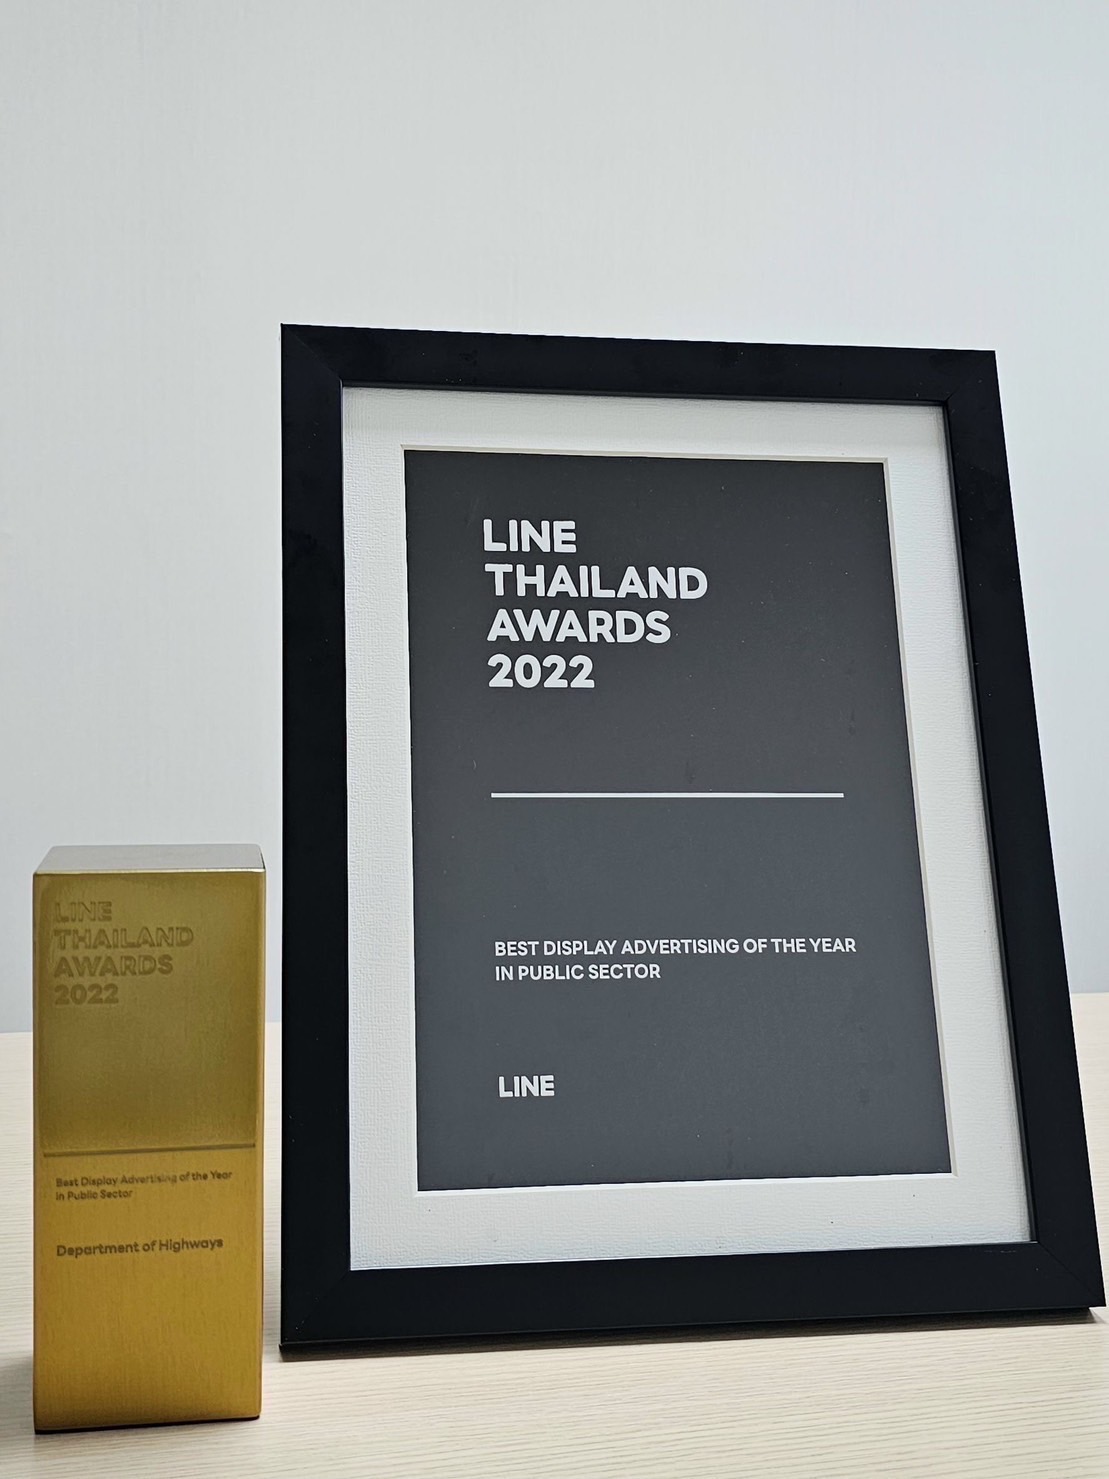 LINE
THAILAND
AWARDS
2022
Best Display Advertising of the Year
in Public Sector
Department of Highways
LINE
THAILAND
AWARDS
2022
BEST DISPLAY ADVERTISING OF THE YEAR
IN PUBLIC SECTOR
LINE